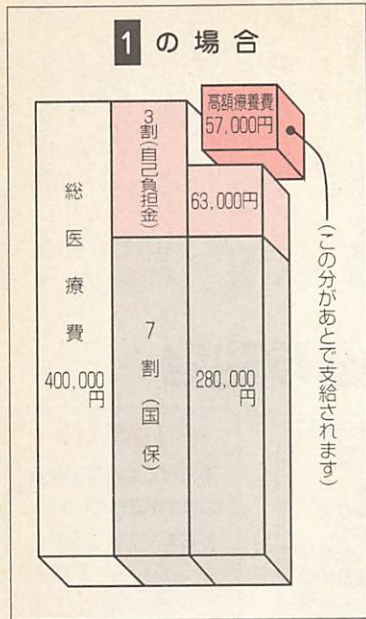 1 の場合
総医療費
400,000円
3割(自己負担金)
7割(国保)
高額療養費
57,000円
63,000円
280,000円
(この分があとで支給されます)